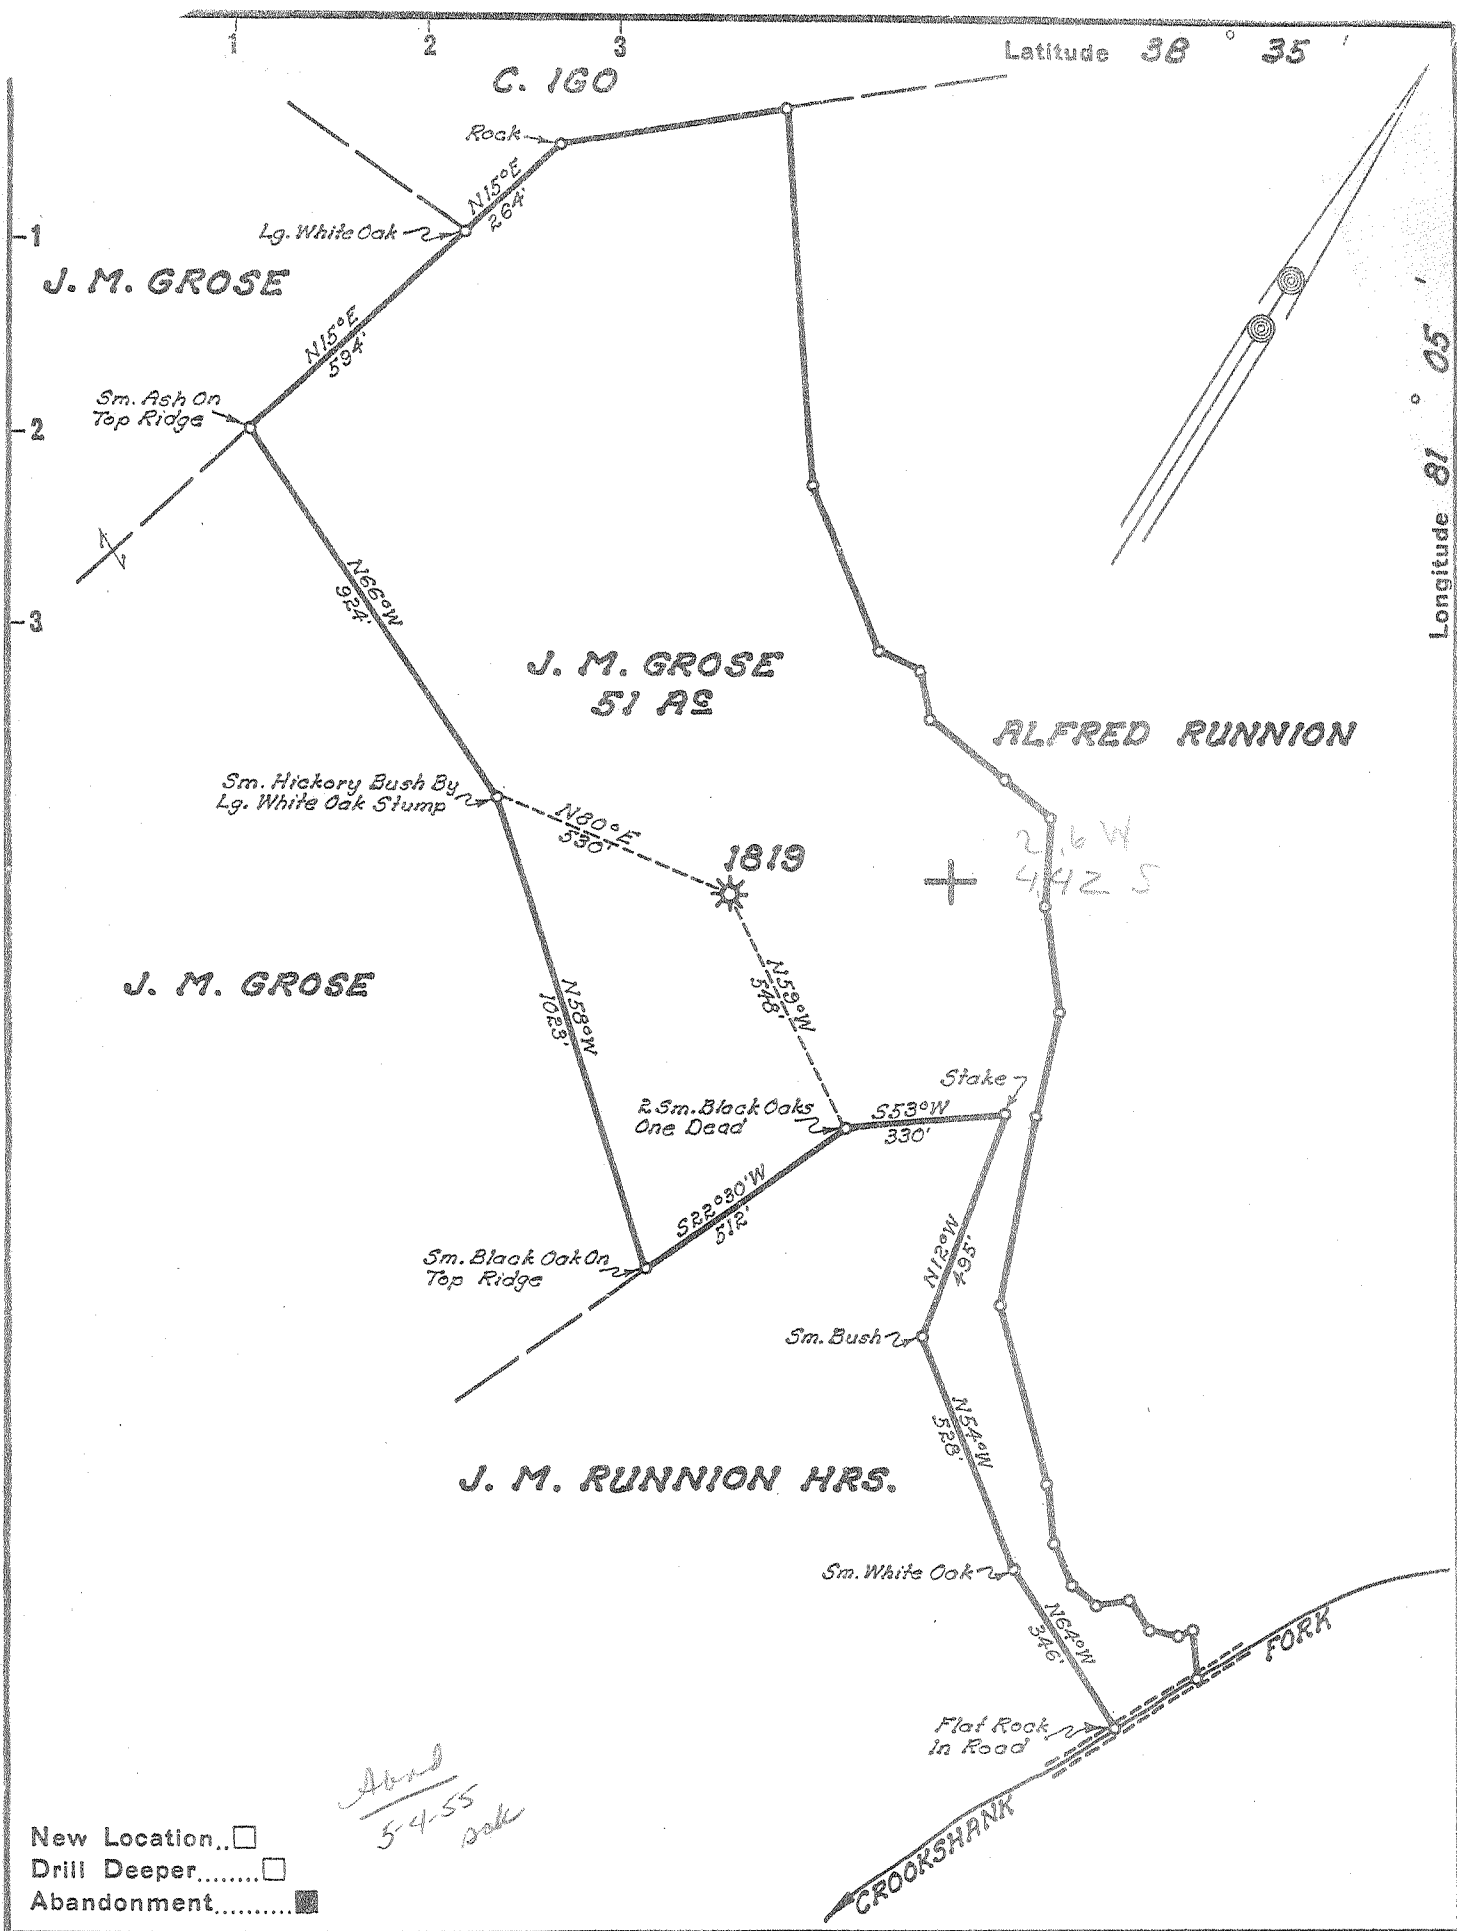 1 2 3
Latitude 38 ° 35 '
C. IGO
Rock
N15°E
264'
Lg. White Oak
1
J. M. GROSE
N15°E
594'
Sm. Ash On
Top Ridge
2
Longitude 81 ° 05 '
N66°W
924'
3
J. M. GROSE
51 Ac
ALFRED RUNNION
Sm. Hickory Bush By
Lg. White Oak Stump
N80°E
530'
1819
4.42 S
J. M. GROSE
N59°W
548'
N58°W
1023'
Stake
2 Sm. Black Oaks
One Dead
S53°W
330'
S22°30'W
512'
Sm. Black Oak On
Top Ridge
N12°W
495'
Sm. Bush
N54°W
528'
J. M. RUNNION HRS.
Sm. White Oak
N64°W
346'
FORK
Flat Rock
In Road
CROOKSHANK
Abnd
5-4-55
New Location..
Drill Deeper........
Abandonment..........